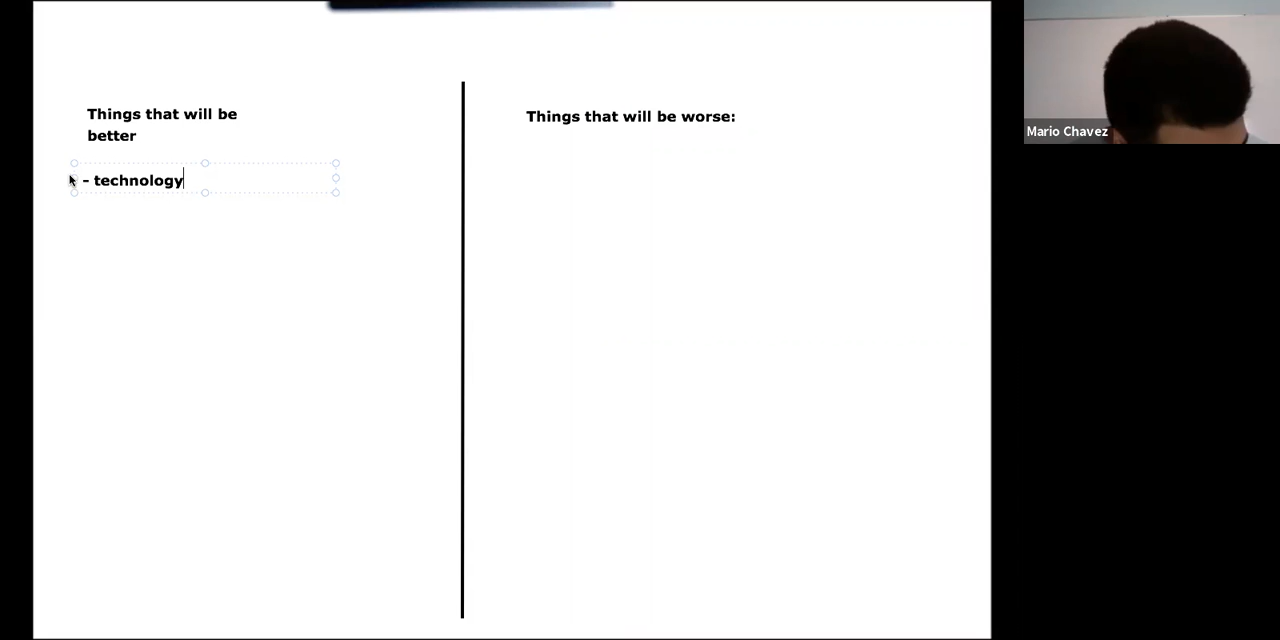 Things that will be
better
- technology
Things that will be worse:
Mario Chavez